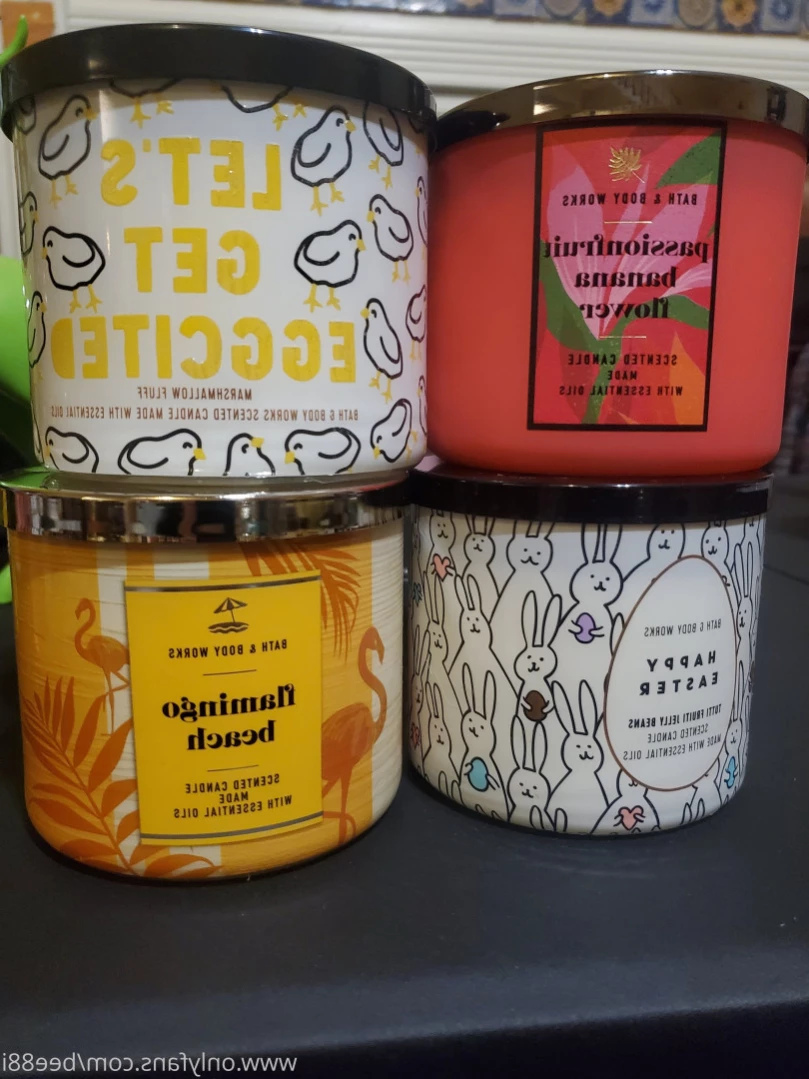 LET'S
GET
EGGCITED
MARSHMALLOW FLUFF
BATH & BODY WORKS SCENTED CANDLE MADE WITH ESSENTIAL OILS
BATH & BODY WORKS
passionfruit
banana
flower
SCENTED CANDLE
MADE
WITH ESSENTIAL OILS
BATH & BODY WORKS
flamingo
beach
SCENTED CANDLE
MADE
WITH ESSENTIAL OILS
BATH & BODY WORKS
HAPPY
EASTER
TUTTI FRUITI JELLY BEANS
SCENTED CANDLE
MADE WITH ESSENTIAL OILS
www.onlyfans.com/bee88i